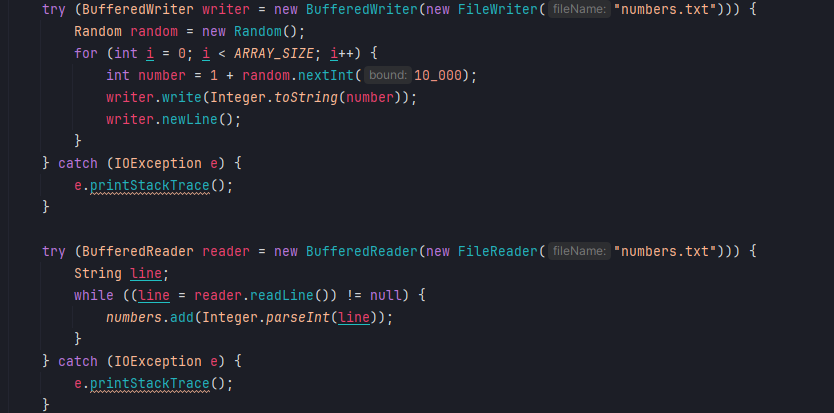 try (BufferedWriter writer = new BufferedWriter(new FileWriter( fileName: "numbers.txt"))) {
Random random = new Random();
for (int i = 0; i < ARRAY_SIZE; i++) {
int number = 1 + random.nextInt( bound: 10_000);
writer.write(Integer.toString(number));
writer.newLine();
}
} catch (IOException e) {
e.printStackTrace();
}
try (BufferedReader reader = new BufferedReader(new FileReader( fileName: "numbers.txt"))) {
String line;
while ((line = reader.readLine()) != null) {
numbers.add(Integer.parseInt(line));
}
} catch (IOException e) {
e.printStackTrace();
}